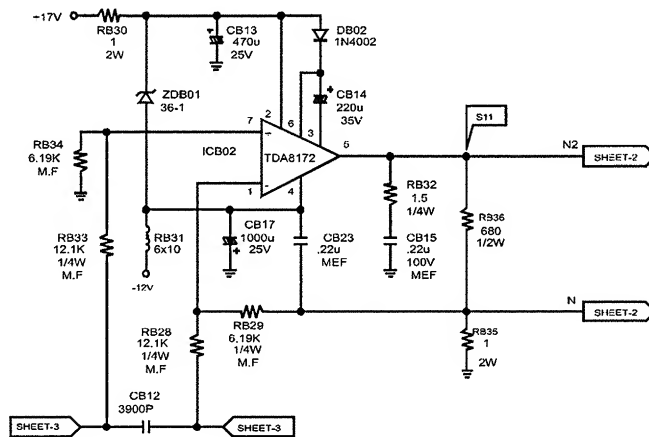 +17V
RB30
1
2W
CB13
470u
25V
DB02
1N4002
ZDB01
36-1
CB14
220u
35V
S11
7
2
6
3
+
5
N2
SHEET-2
ICB02
TDA8172
RB34
6.19K
M.F
1
-
4
RB32
1.5
1/4W
RB36
680
1/2W
RB33
12.1K
1/4W
M.F
RB31
6x10
-12V
CB17
1000u
25V
CB23
.22u
MEF
CB15
.22u
100V
MEF
N
SHEET-2
RB28
12.1K
1/4W
M.F
RB29
6.19K
1/4W
M.F
RB35
1
2W
CB12
3900P
SHEET-3
SHEET-3